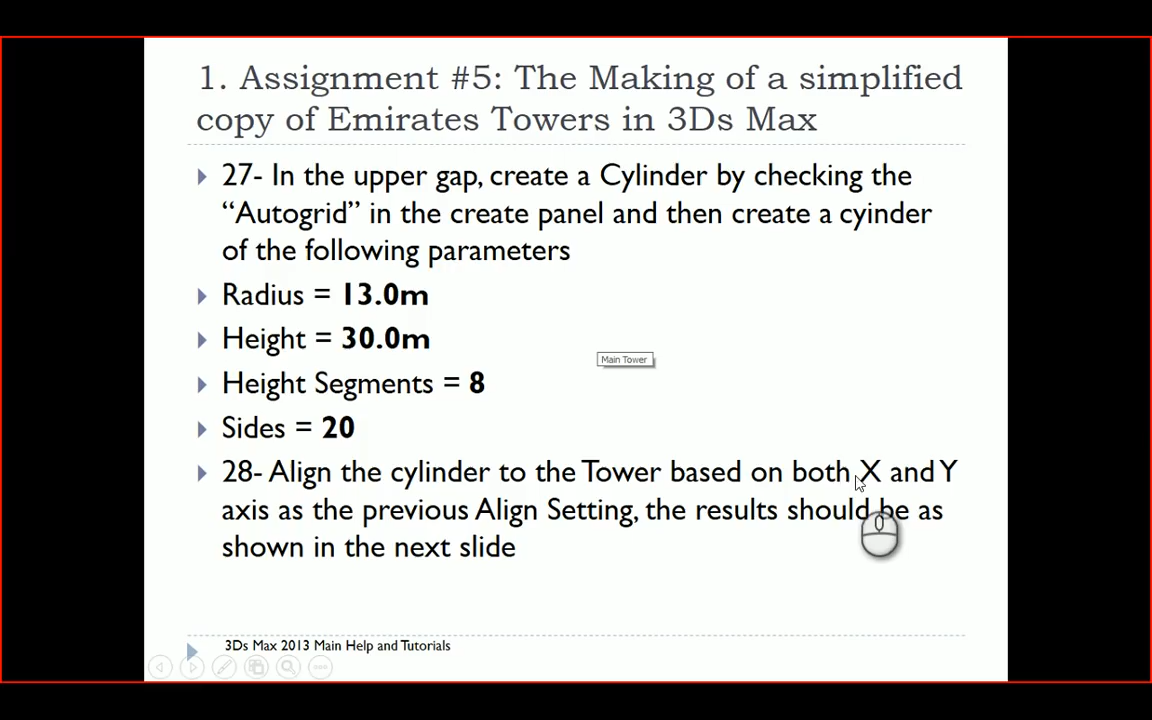 1. Assignment #5: The Making of a simplified
copy of Emirates Towers in 3Ds Max
27- In the upper gap, create a Cylinder by checking the
“Autogrid” in the create panel and then create a cyinder
of the following parameters
Radius = 13.0m
Height = 30.0m
Main Tower
Height Segments = 8
Sides = 20
28- Align the cylinder to the Tower based on both X and Y
axis as the previous Align Setting, the results should be as
shown in the next slide
3Ds Max 2013 Main Help and Tutorials